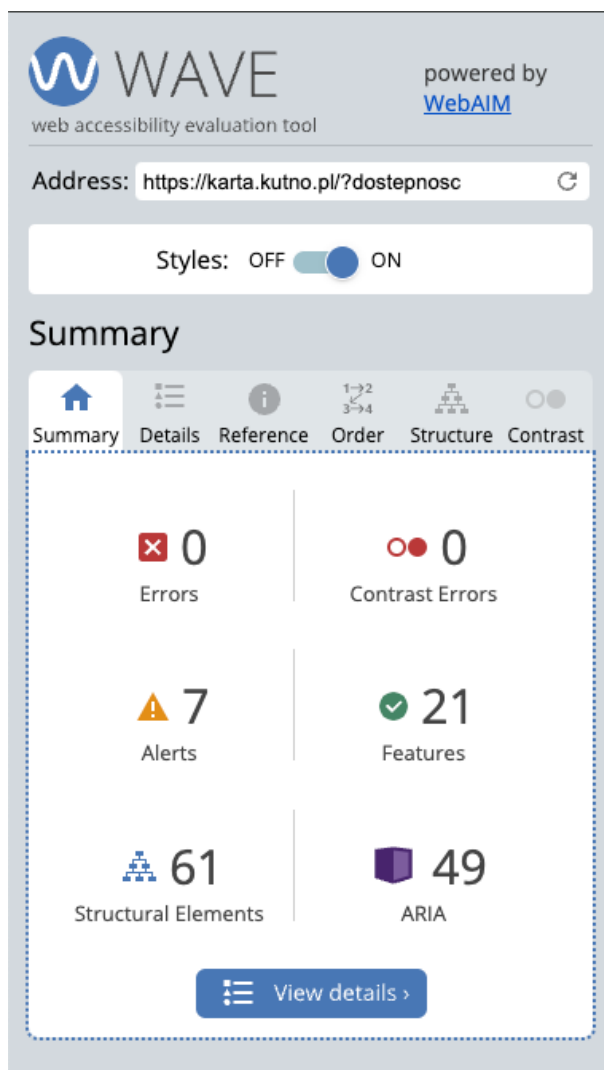 WAVE
web accessibility evaluation tool
powered by
WebAIM
Address: https://karta.kutno.pl/?dostepnosc
Styles: OFF ON
Summary
1→2
3→4
Summary Details Reference Order Structure Contrast
0
Errors
0
Contrast Errors
7
Alerts
21
Features
61
Structural Elements
49
ARIA
View details ›